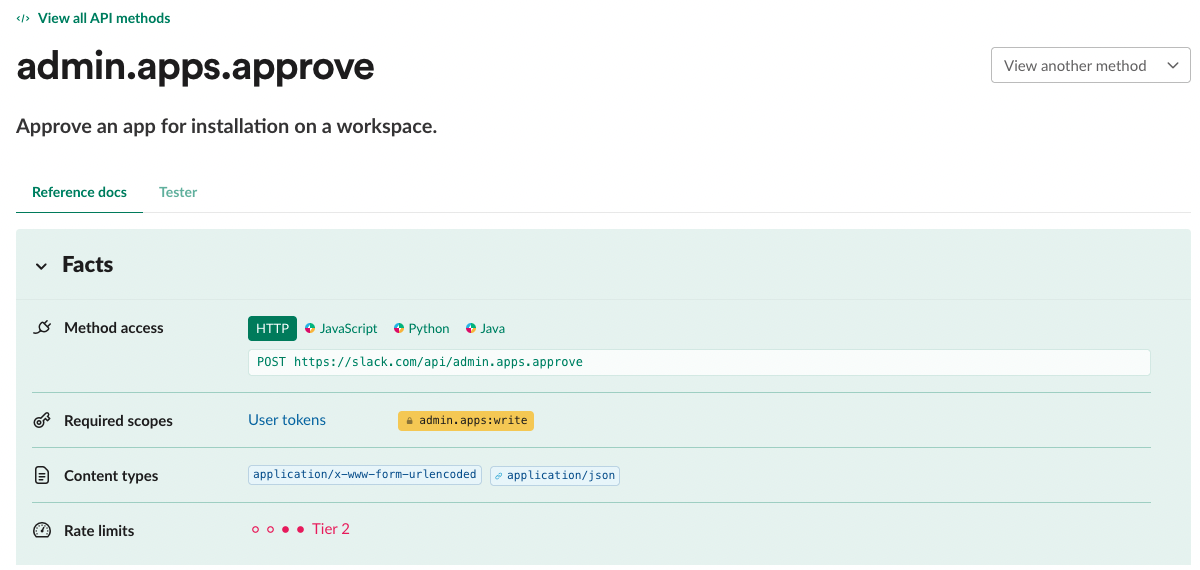 View all API methods
admin.apps.approve
View another method
Approve an app for installation on a workspace.
Reference docs Tester
Facts
Method access HTTP JavaScript Python Java
POST https://slack.com/api/admin.apps.approve
Required scopes User tokens admin.apps:write
Content types application/x-www-form-urlencoded application/json
Rate limits Tier 2